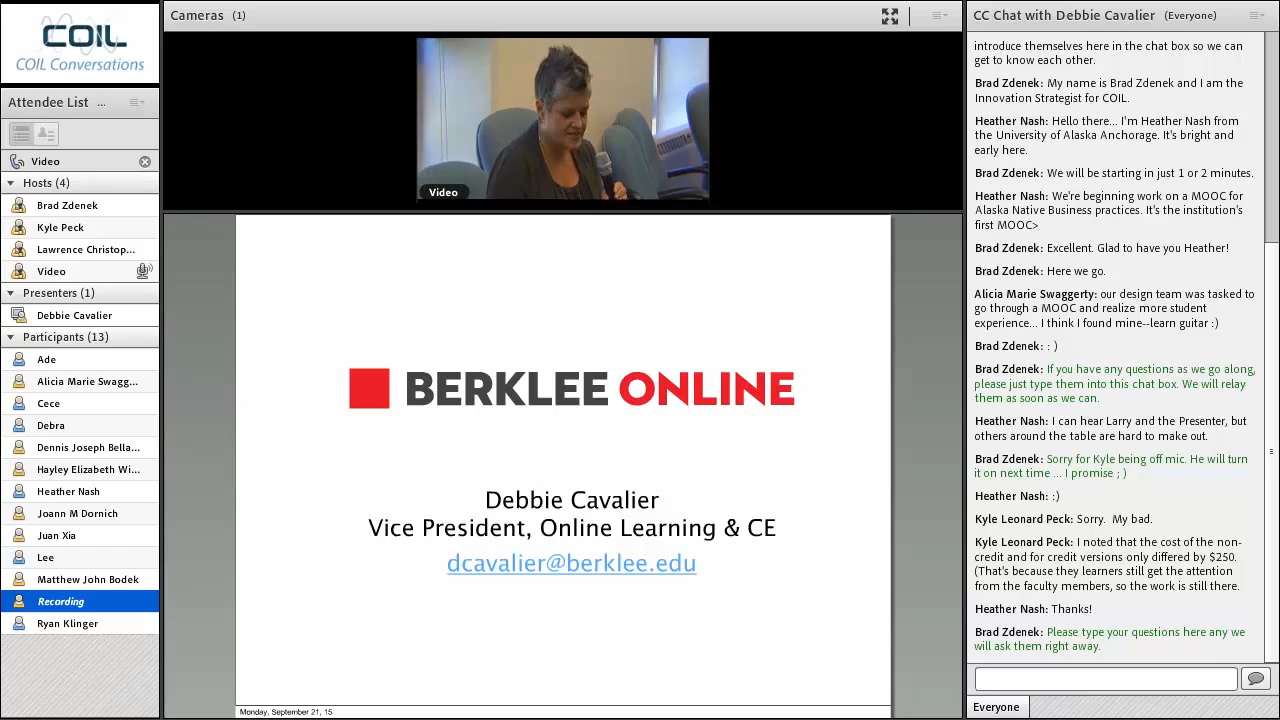 COIL
COIL Conversations
Attendee List ...
Video
Hosts (4)
Brad Zdenek
Kyle Peck
Lawrence Christop...
Video
Presenters (1)
Debbie Cavalier
Participants (13)
Ade
Alicia Marie Swagg...
Cece
Debra
Dennis Joseph Bella...
Hayley Elizabeth Wi...
Heather Nash
Joann M Dornich
Juan Xia
Lee
Matthew John Bodek
Recording
Ryan Klinger
Cameras (1)
Video
BERKLEE ONLINE
Debbie Cavalier
Vice President, Online Learning & CE
dcavalier@berklee.edu
Monday, September 21, 15
CC Chat with Debbie Cavalier (Everyone)
introduce themselves here in the chat box so we can
get to know each other.
Brad Zdenek: My name is Brad Zdenek and I am the
Innovation Strategist for COIL.
Heather Nash: Hello there... I'm Heather Nash from
the University of Alaska Anchorage. It's bright and
early here.
Brad Zdenek: We will be starting in just 1 or 2 minutes.
Heather Nash: We're beginning work on a MOOC for
Alaska Native Business practices. It's the institution's
first MOOC>
Brad Zdenek: Excellent. Glad to have you Heather!
Brad Zdenek: Here we go.
Alicia Marie Swaggerty: our design team was tasked to
go through a MOOC and realize more student
experience... I think I found mine--learn guitar :)
Brad Zdenek: : )
Brad Zdenek: If you have any questions as we go along,
please just type them into this chat box. We will relay
them as soon as we can.
Heather Nash: I can hear Larry and the Presenter, but
others around the table are hard to make out.
Brad Zdenek: Sorry for Kyle being off mic. He will turn
it on next time ... I promise ; )
Heather Nash: :)
Kyle Leonard Peck: Sorry.  My bad.
Kyle Leonard Peck: I noted that the cost of the non-
credit and for credit versions only offered by $250.
(That's because they learners still get the attention
from the faculty members, so the work is still there.
Heather Nash: Thanks!
Brad Zdenek: Please type your questions here any we
will ask them right away.
Everyone